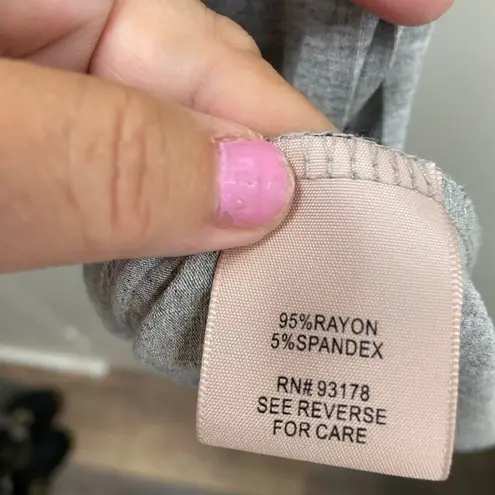 95%RAYON
5%SPANDEX
RN# 93178
SEE REVERSE
FOR CARE